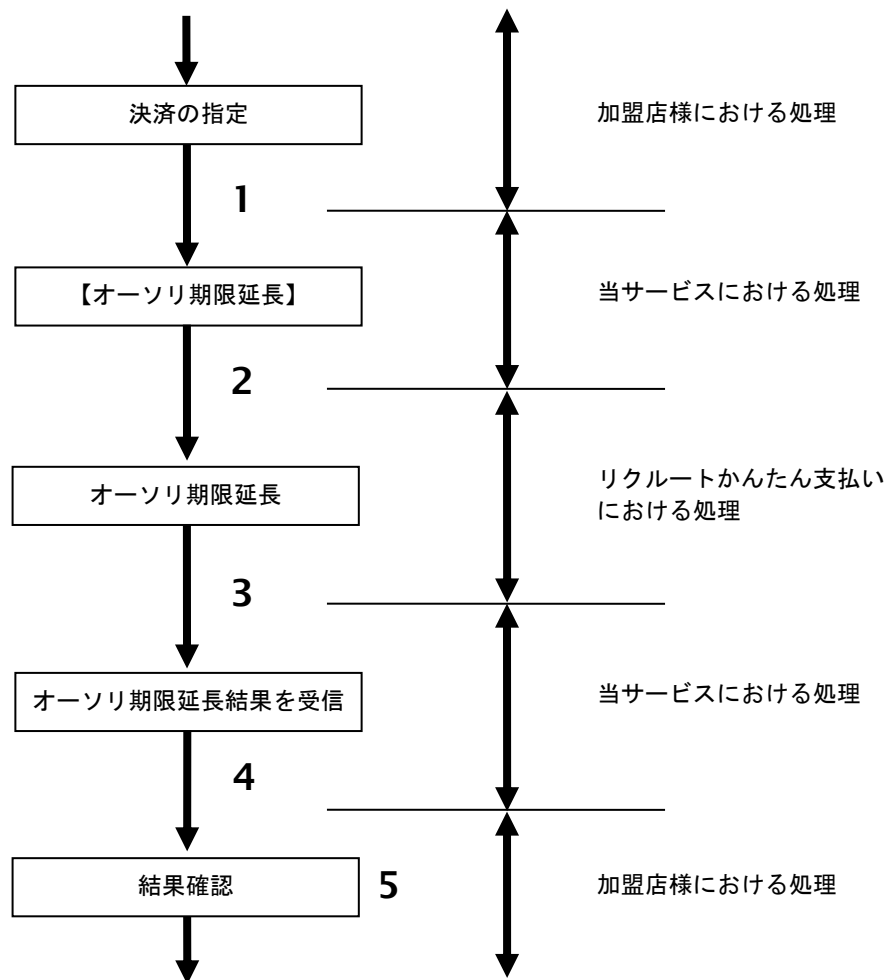 決済の指定
加盟店様における処理
1
【オーソリ期限延長】
当サービスにおける処理
2
オーソリ期限延長
リクルートかんたん支払い
における処理
3
オーソリ期限延長結果を受信
当サービスにおける処理
4
結果確認
5
加盟店様における処理